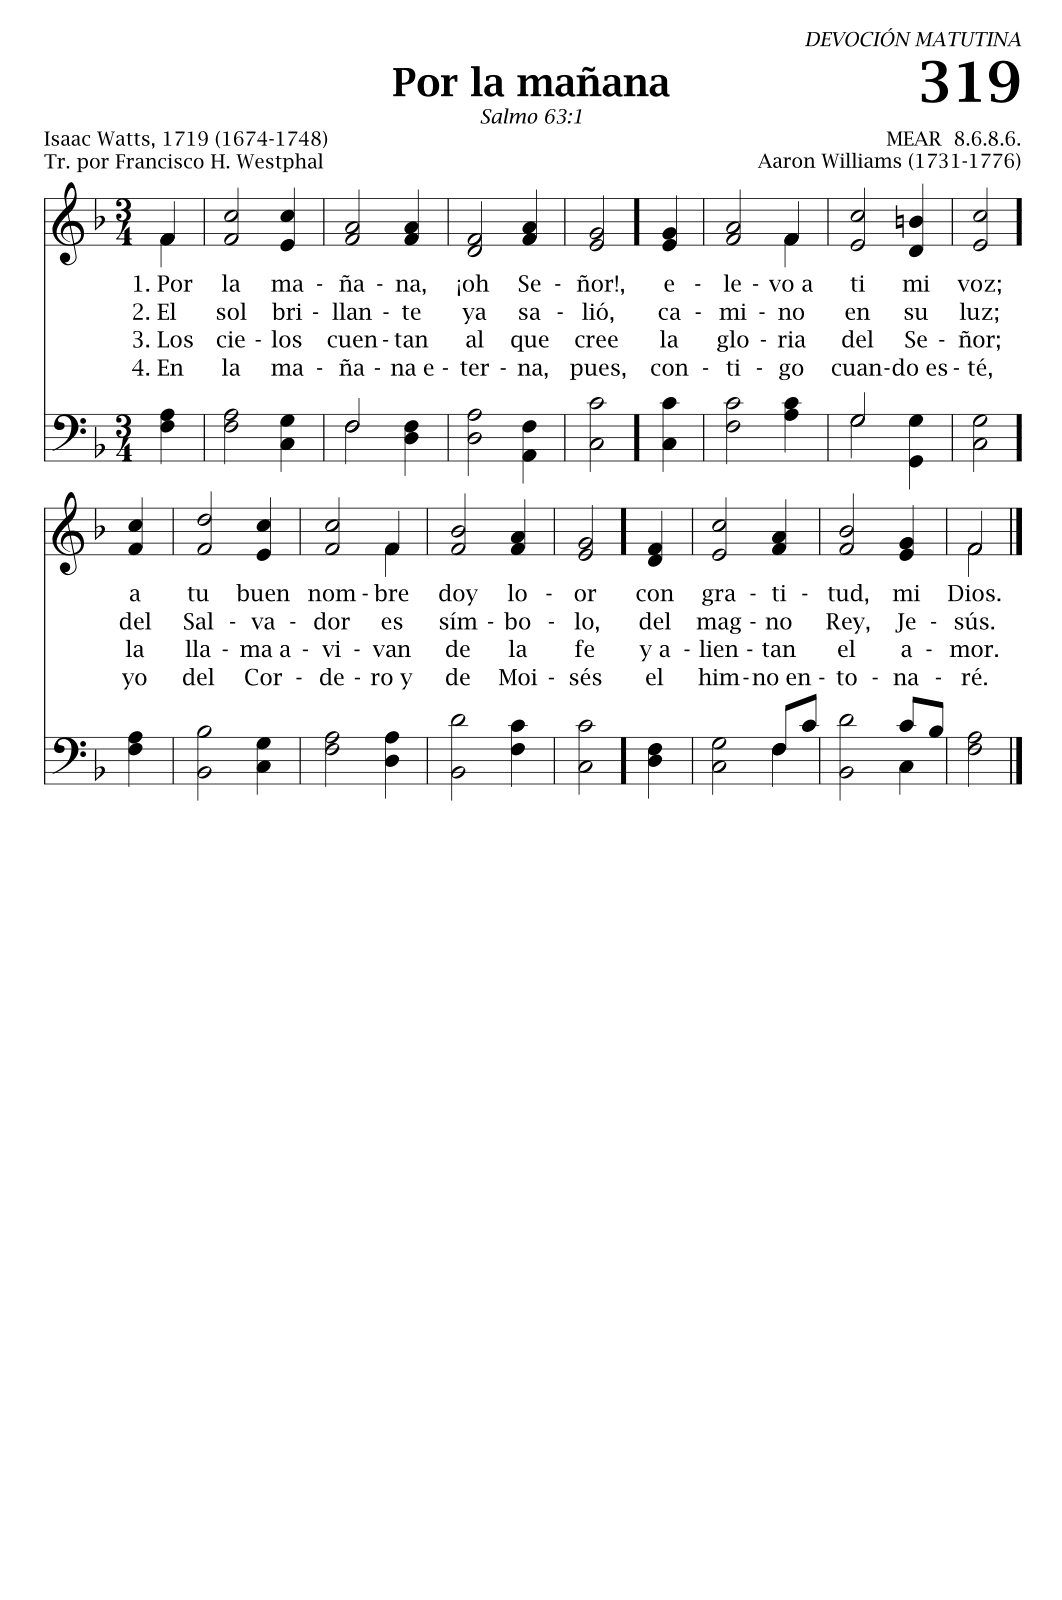 DEVOCIÓN MATUTINA
319
Por la mañana
Salmo 63:1
Isaac Watts, 1719 (1674-1748)
MEAR 8.6.8.6.
Tr. por Francisco H. Westphal
Aaron Williams (1731-1776)
3 4
1. Por la ma - ña - na, ¡oh Se - ñor!, e - le - vo a ti mi voz;
2. El sol bri - llan - te ya sa - lió, ca - mi - no en su luz;
3. Los cie - los cuen - tan al que cree la glo - ria del Se - ñor;
4. En la ma - ña - na e - ter - na, pues, con - ti - go cuan - do es - té,
3 4
a tu buen nom - bre doy lo - or con gra - ti - tud, mi Dios.
del Sal - va - dor es sím - bo - lo, del mag - no Rey, Je - sús.
la lla - ma a - vi - van de la fe y a - lien - tan el a - mor.
yo del Cor - de - ro y de Moi - sés el him - no en - to - na - ré.